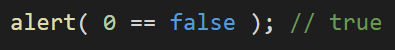 alert( 0 == false ); // true